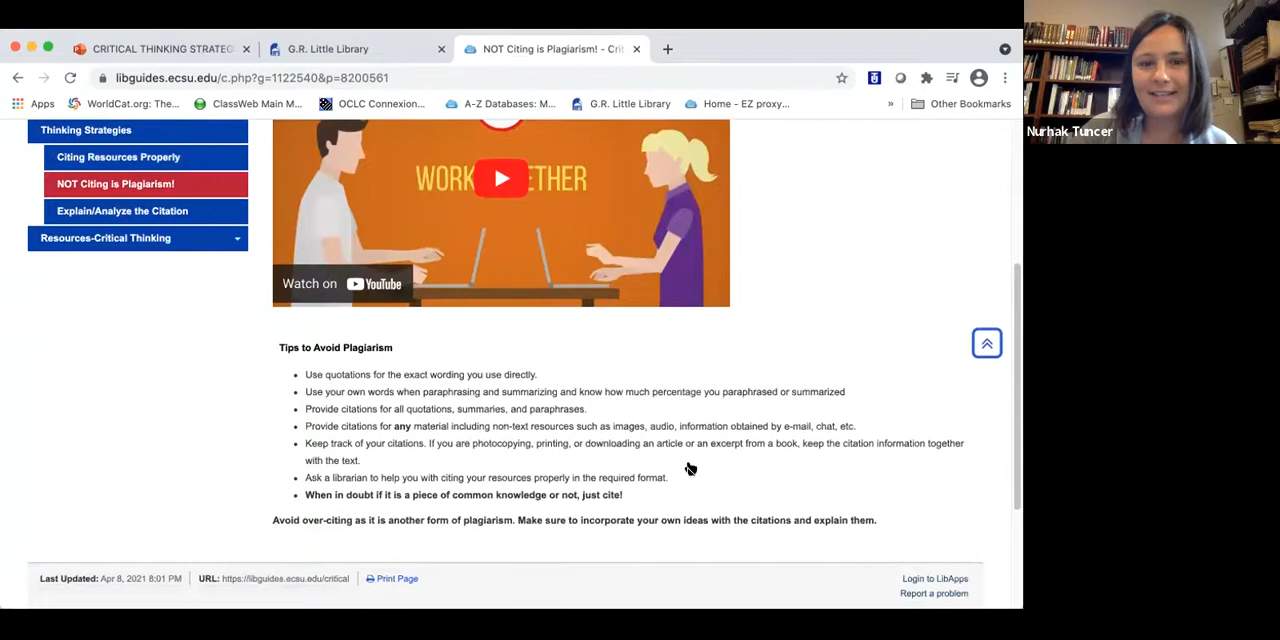 CRITICAL THINKING STRATEG
G.R. Little Library
NOT Citing is Plagiarism! - Crit
libguides.ecsu.edu/c.php?g=1122540&p=8200561
Apps
WorldCat.org: The...
ClassWeb Main M...
OCLC Connexion...
A-Z Databases: M...
G.R. Little Library
Home - EZ proxy...
»
Other Bookmarks
Nurhak Tuncer
Thinking Strategies
Citing Resources Properly
NOT Citing is Plagiarism!
Explain/Analyze the Citation
Resources-Critical Thinking
Watch on YouTube
Tips to Avoid Plagiarism
Use quotations for the exact wording you use directly.
Use your own words when paraphrasing and summarizing and know how much percentage you paraphrased or summarized
Provide citations for all quotations, summaries, and paraphrases.
Provide citations for any material including non-text resources such as images, audio, information obtained by e-mail, chat, etc.
Keep track of your citations. If you are photocopying, printing, or downloading an article or an excerpt from a book, keep the citation information together
with the text.
Ask a librarian to help you with citing your resources properly in the required format.
When in doubt if it is a piece of common knowledge or not, just cite!
Avoid over-citing as it is another form of plagiarism. Make sure to incorporate your own ideas with the citations and explain them.
Last Updated: Apr 8, 2021 8:01 PM
URL: https://libguides.ecsu.edu/critical
Print Page
Login to LibApps
Report a problem